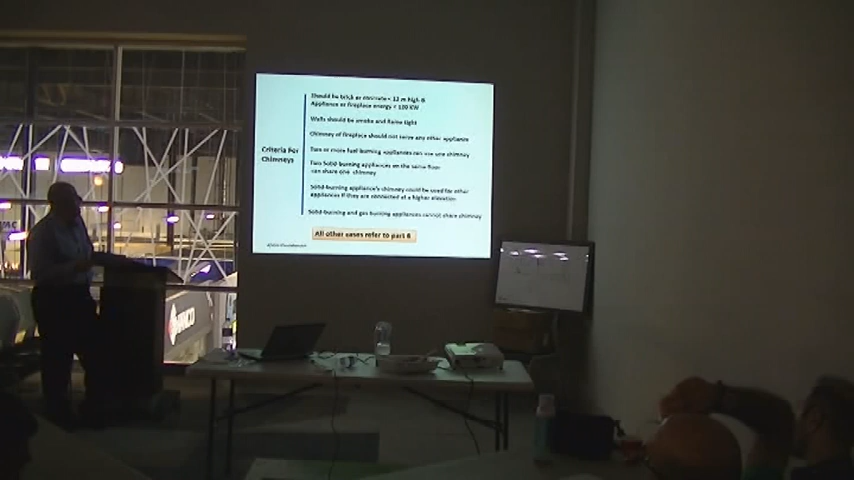 Should be brick or concrete < 12 m high &
Appliance or fireplace energy < 120 KW
Walls should be smoke and flame tight
Chimney of fireplace should not serve any other appliance
Criteria For
Chimneys
Two or more fuel burning appliances can use one chimney
Two Solid burning appliances on the same floor
can share one chimney
Solid-burning appliance's chimney could be used for other
appliances if they are connected at a higher elevation
Solid-burning and gas burning appliances cannot share chimney
All other cases refer to part 6